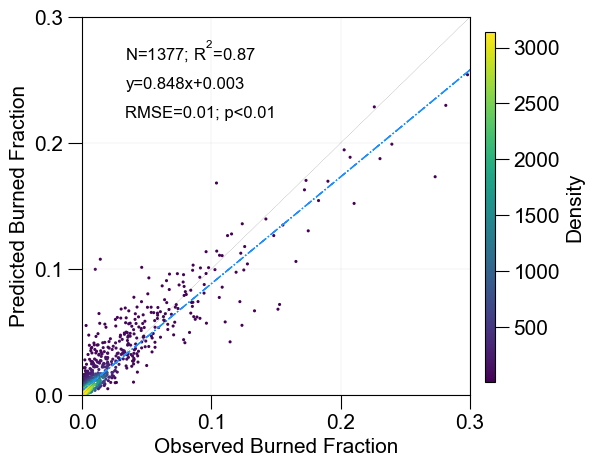 0.3
0.2
0.1
0.0
Predicted Burned Fraction
N=1377; R²=0.87
y=0.848x+0.003
RMSE=0.01; p<0.01
0.0 0.1 0.2 0.3
Observed Burned Fraction
3000
2500
2000
1500
1000
500
Density